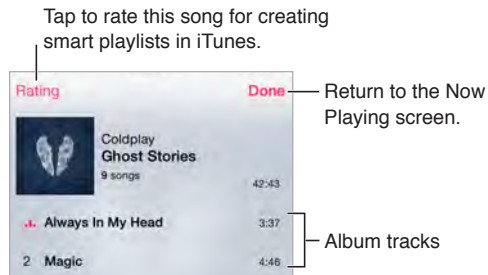 Tap to rate this song for creating
smart playlists in iTunes.
Rating
Done
Return to the Now
Playing screen.
Coldplay
Ghost Stories
9 songs
42:43
Always In My Head 3:37
Album tracks
2 Magic 4:46